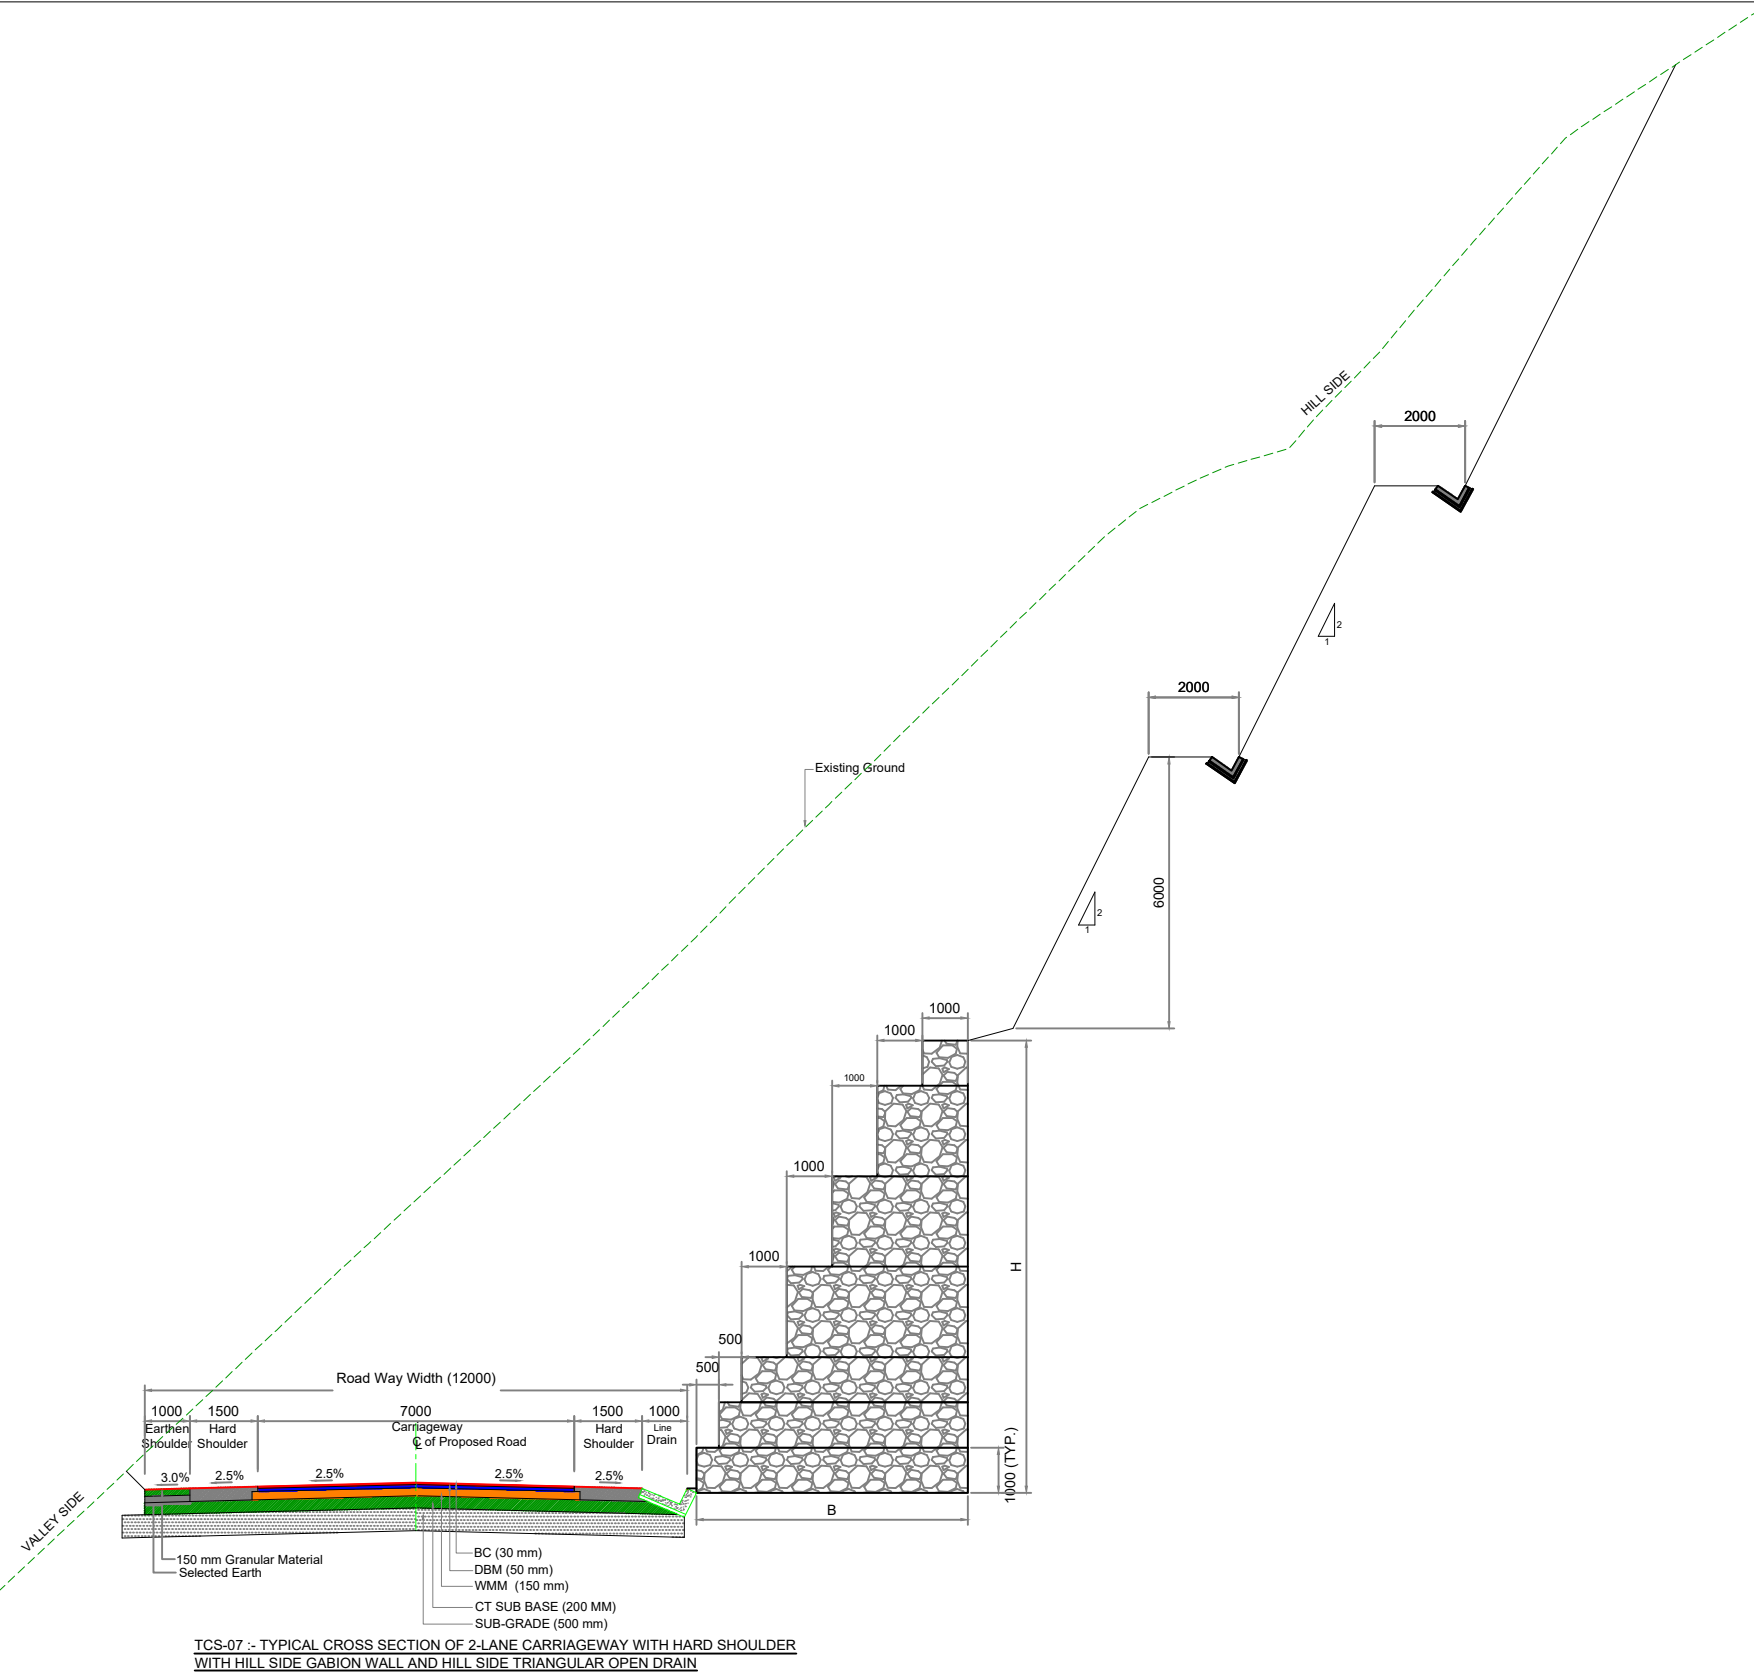 HILL SIDE
2000
2
1
2000
Existing Ground
6000
2
1
1000
1000
1000
1000
1000
H
500
500
Road Way Width (12000)
1000
1500
7000
1500
1000
Earthen
Shoulder
Hard
Shoulder
Carriageway
℄ of Proposed Road
Hard
Shoulder
Line
Drain
3.0%
2.5%
2.5%
2.5%
2.5%
1000 (TYP.)
B
VALLEY SIDE
150 mm Granular Material
Selected Earth
BC (30 mm)
DBM (50 mm)
WMM (150 mm)
CT SUB BASE (200 MM)
SUB-GRADE (500 mm)
TCS-07 :- TYPICAL CROSS SECTION OF 2-LANE CARRIAGEWAY WITH HARD SHOULDER
WITH HILL SIDE GABION WALL AND HILL SIDE TRIANGULAR OPEN DRAIN